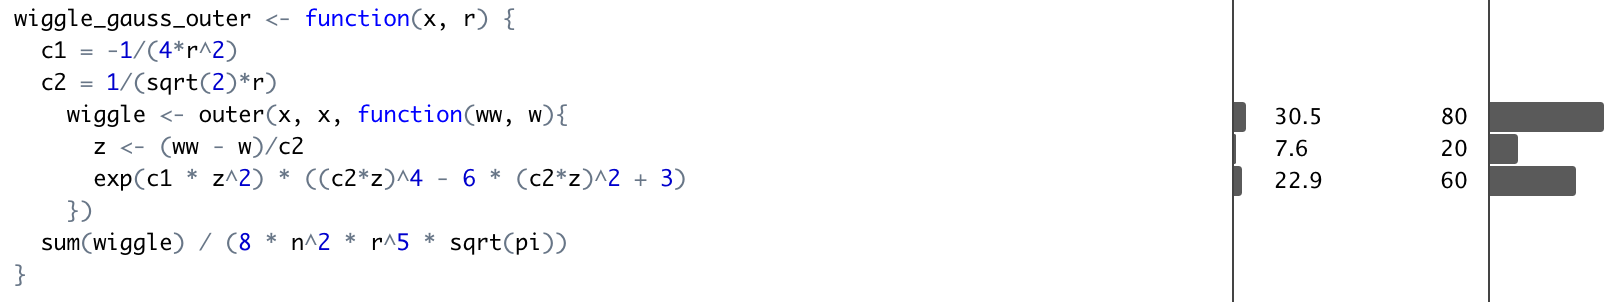 wiggle_gauss_outer <- function(x, r) {
  c1 = -1/(4*r^2)
  c2 = 1/(sqrt(2)*r)
    wiggle <- outer(x, x, function(ww, w){ 30.5 80
      z <- (ww - w)/c2 7.6 20
      exp(c1 * z^2) * ((c2*z)^4 - 6 * (c2*z)^2 + 3) 22.9 60
    })
  sum(wiggle) / (8 * n^2 * r^5 * sqrt(pi))
}